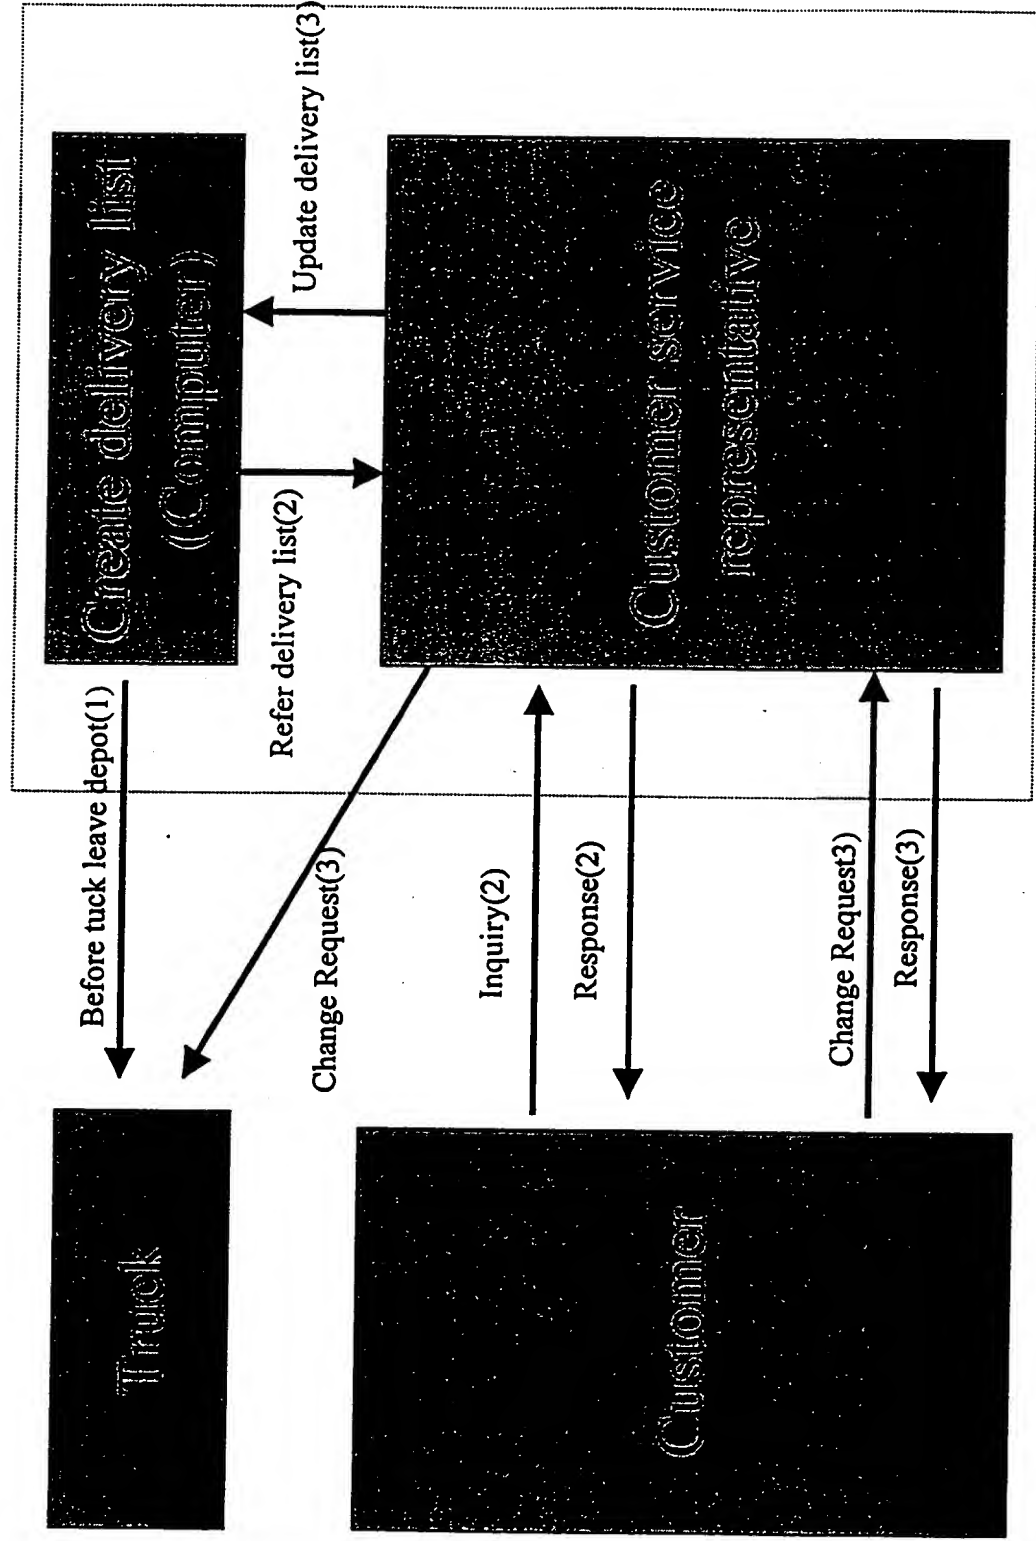 Truck
Before tuck leave depot(1)
Create delivery list
(Computer)
Change Request(3)
Refer delivery list(2)
Update delivery list(3)
Customer
Inquiry(2)
Response(2)
Change Request3)
Response(3)
Customer service
representative